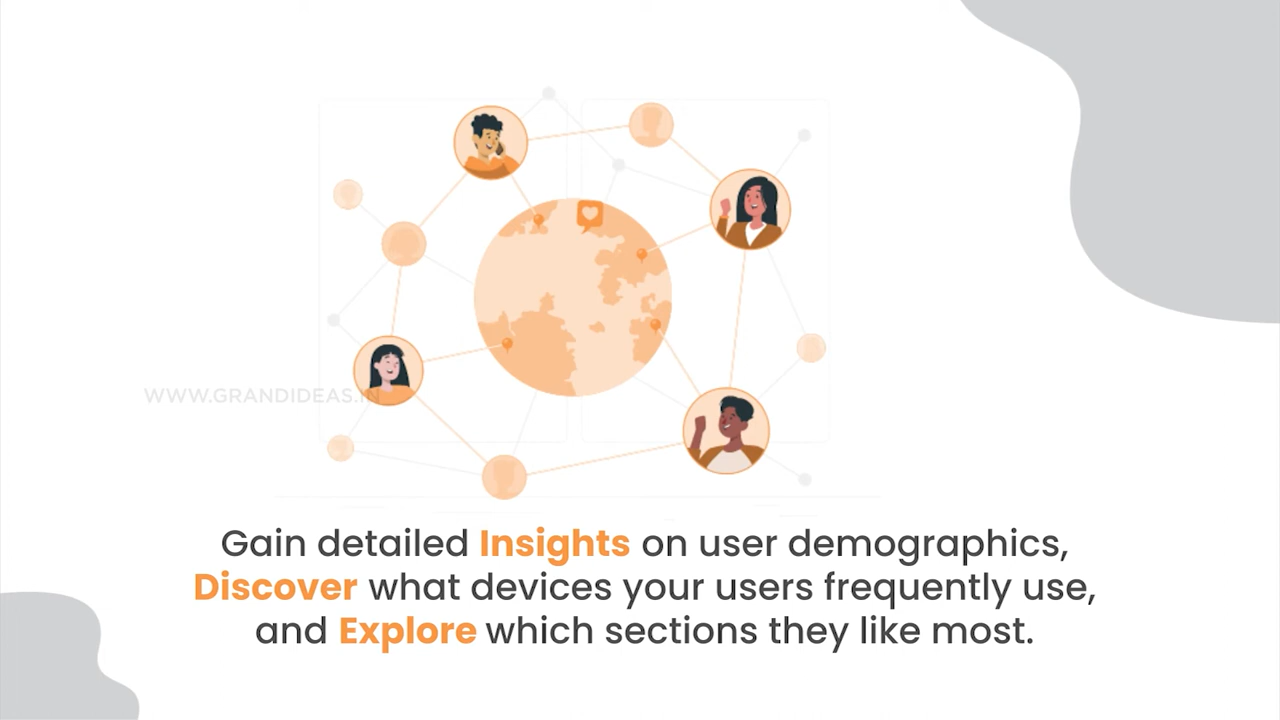 WWW.GRANDIDEAS.IN
Gain detailed Insights on user demographics,
Discover what devices your users frequently use,
and Explore which sections they like most.